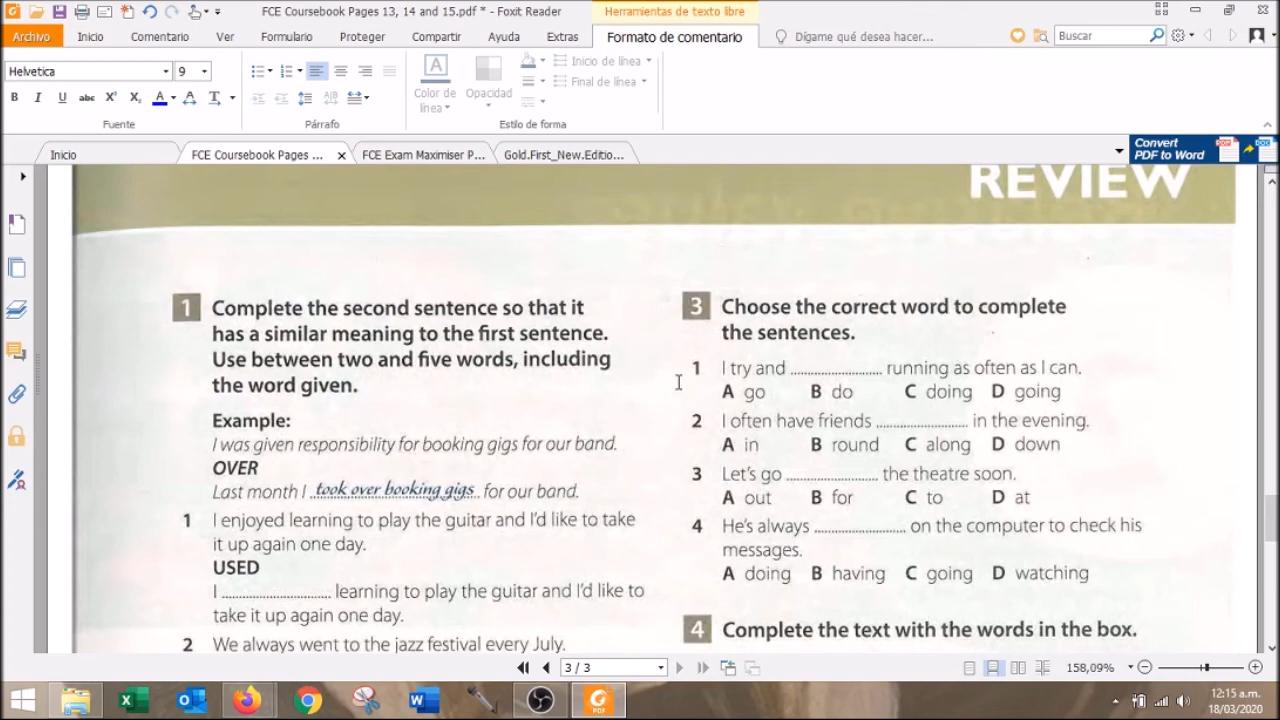 FCE Coursebook Pages 13, 14 and 15.pdf * - Foxit Reader
Herramientas de texto libre
Archivo Inicio Comentario Ver Formulario Proteger Compartir Ayuda Extras Formato de comentario Dígame qué desea hacer... Buscar
Helvetica 9
Color de línea
Opacidad
Inicio de línea
Final de línea
Fuente Párrafo Estilo de forma
Inicio FCE Coursebook Pages ... FCE Exam Maximiser P... Gold.First_New.Editio...
Convert
PDF to Word
REVIEW
1 Complete the second sentence so that it
has a similar meaning to the first sentence.
Use between two and five words, including
the word given.
Example:
I was given responsibility for booking gigs for our band.
OVER
Last month I took over booking gigs for our band.
1 I enjoyed learning to play the guitar and I'd like to take
it up again one day.
USED
I .............................. learning to play the guitar and I'd like to
take it up again one day.
2 We always went to the jazz festival every July.
3 Choose the correct word to complete
the sentences.
1 I try and ......................... running as often as I can.
A go B do C doing D going
2 I often have friends ......................... in the evening.
A in B round C along D down
3 Let's go ......................... the theatre soon.
A out B for C to D at
4 He's always ......................... on the computer to check his
messages.
A doing B having C going D watching
4 Complete the text with the words in the box.
3 / 3
158,09%
12:15 a.m.
18/03/2020